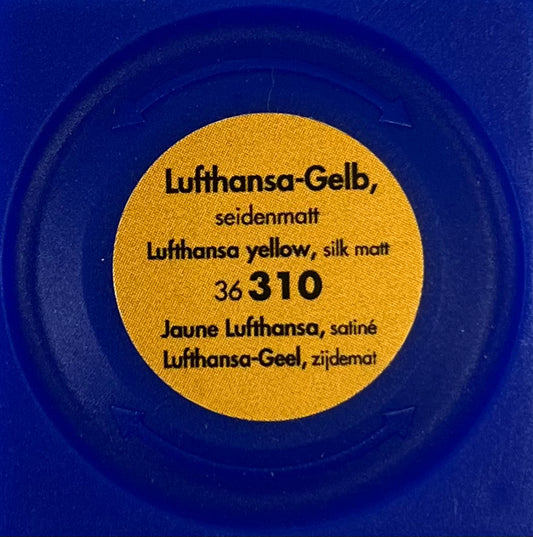 Lufthansa-Gelb,
seidenmatt
Lufthansa yellow, silk matt
36 310
Jaune Lufthansa, satiné
Lufthansa-Geel, zijdemat